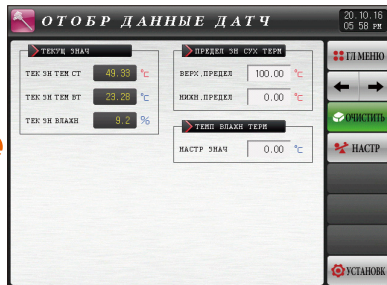 ОТОБР ДАННЫЕ ДАТЧ
20.10.16
05 58 PM
ТЕКУЩ ЗНАЧ
ТЕК ЗН ТЕМ СТ 49.33 °C
ТЕК ЗН ТЕМ ВТ 23.28 °C
ТЕК ЗН ВЛАЖН 9.2 %
ПРЕДЕЛ ЗН СУХ ТЕРМ
ВЕРХ.ПРЕДЕЛ 100.00 °C
НИЖН.ПРЕДЕЛ 0.00 °C
ТЕМП ВЛАЖН ТЕРМ
НАСТР ЗНАЧ 0.00 °C
ГЛ МЕНЮ
ОЧИСТИТЬ
НАСТР
УСТАНОВК